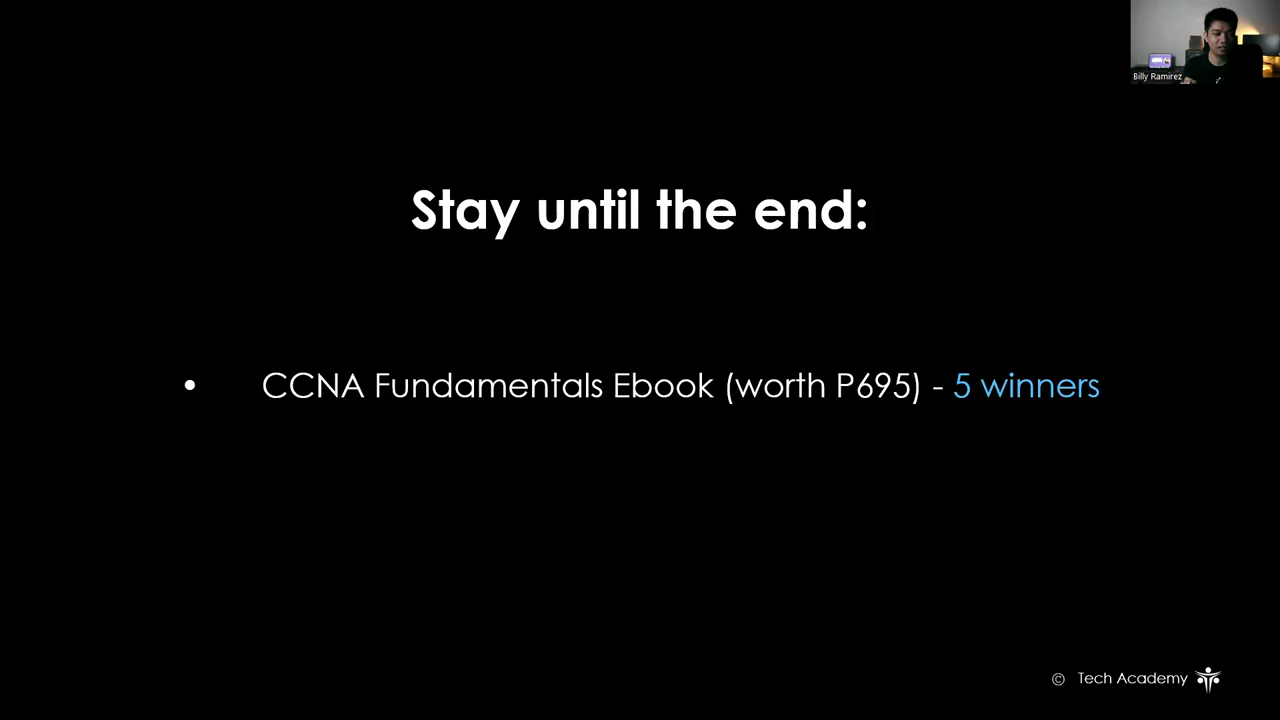 Billy Ramirez
Stay until the end:
• CCNA Fundamentals Ebook (worth P695) - 5 winners
© Tech Academy